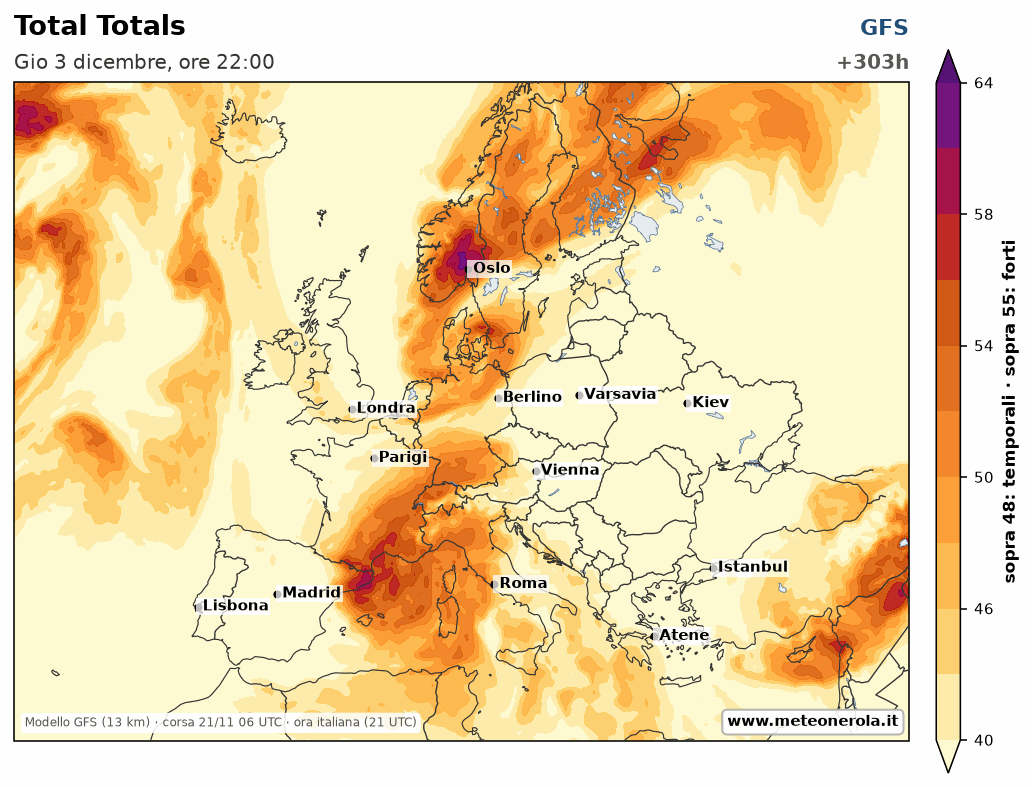 Total Totals
GFS
Gio 3 dicembre, ore 22:00
+303h
64
58
54
50
46
40
sopra 48: temporali · sopra 55: forti
Oslo
Berlino
Varsavia
Kiev
Londra
Parigi
Vienna
Istanbul
Roma
Madrid
Lisbona
Atene
Modello GFS (13 km) · corsa 21/11 06 UTC · ora italiana (21 UTC)
www.meteonerola.it